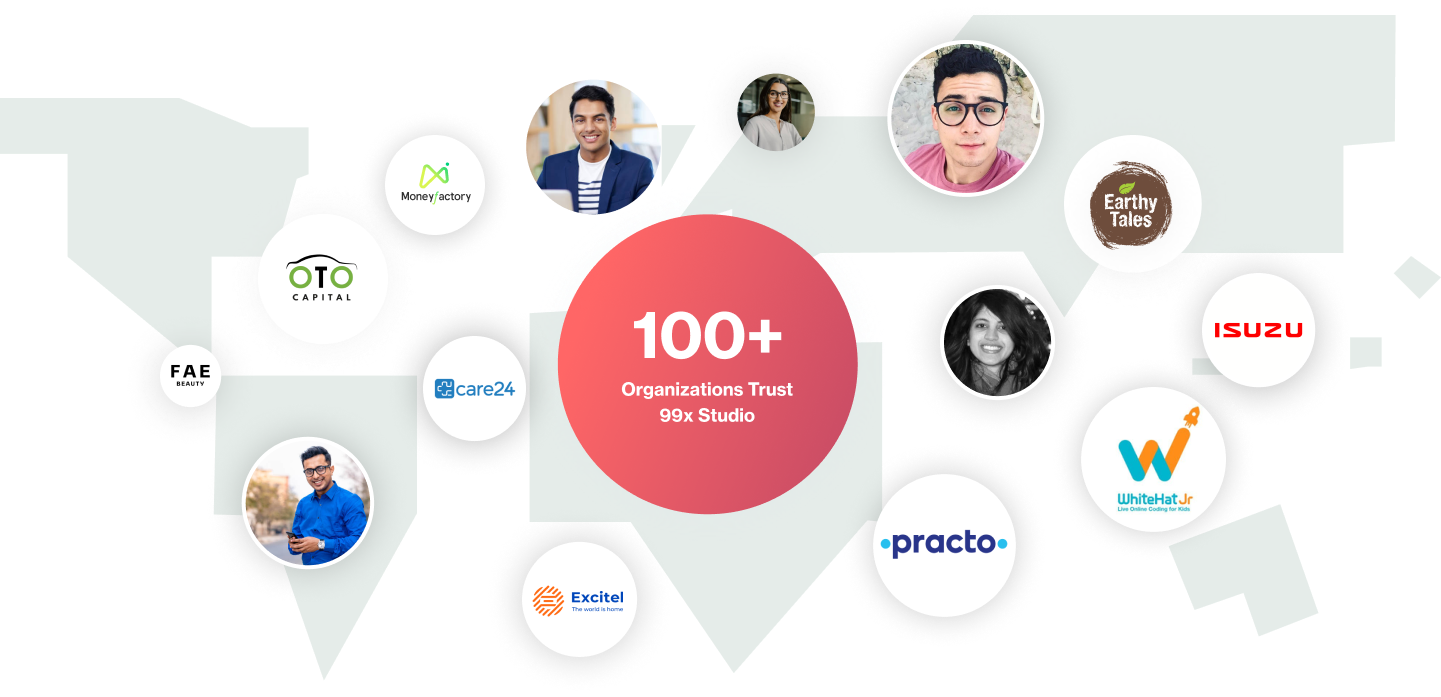 Moneyfactory
Earthy
Tales
OTO
CAPITAL
100+
Organizations Trust
99x Studio
ISUZU
FAE
BEAUTY
care24
WhiteHat Jr
Live Online Coding for Kids
practo
Excitel
The world is home